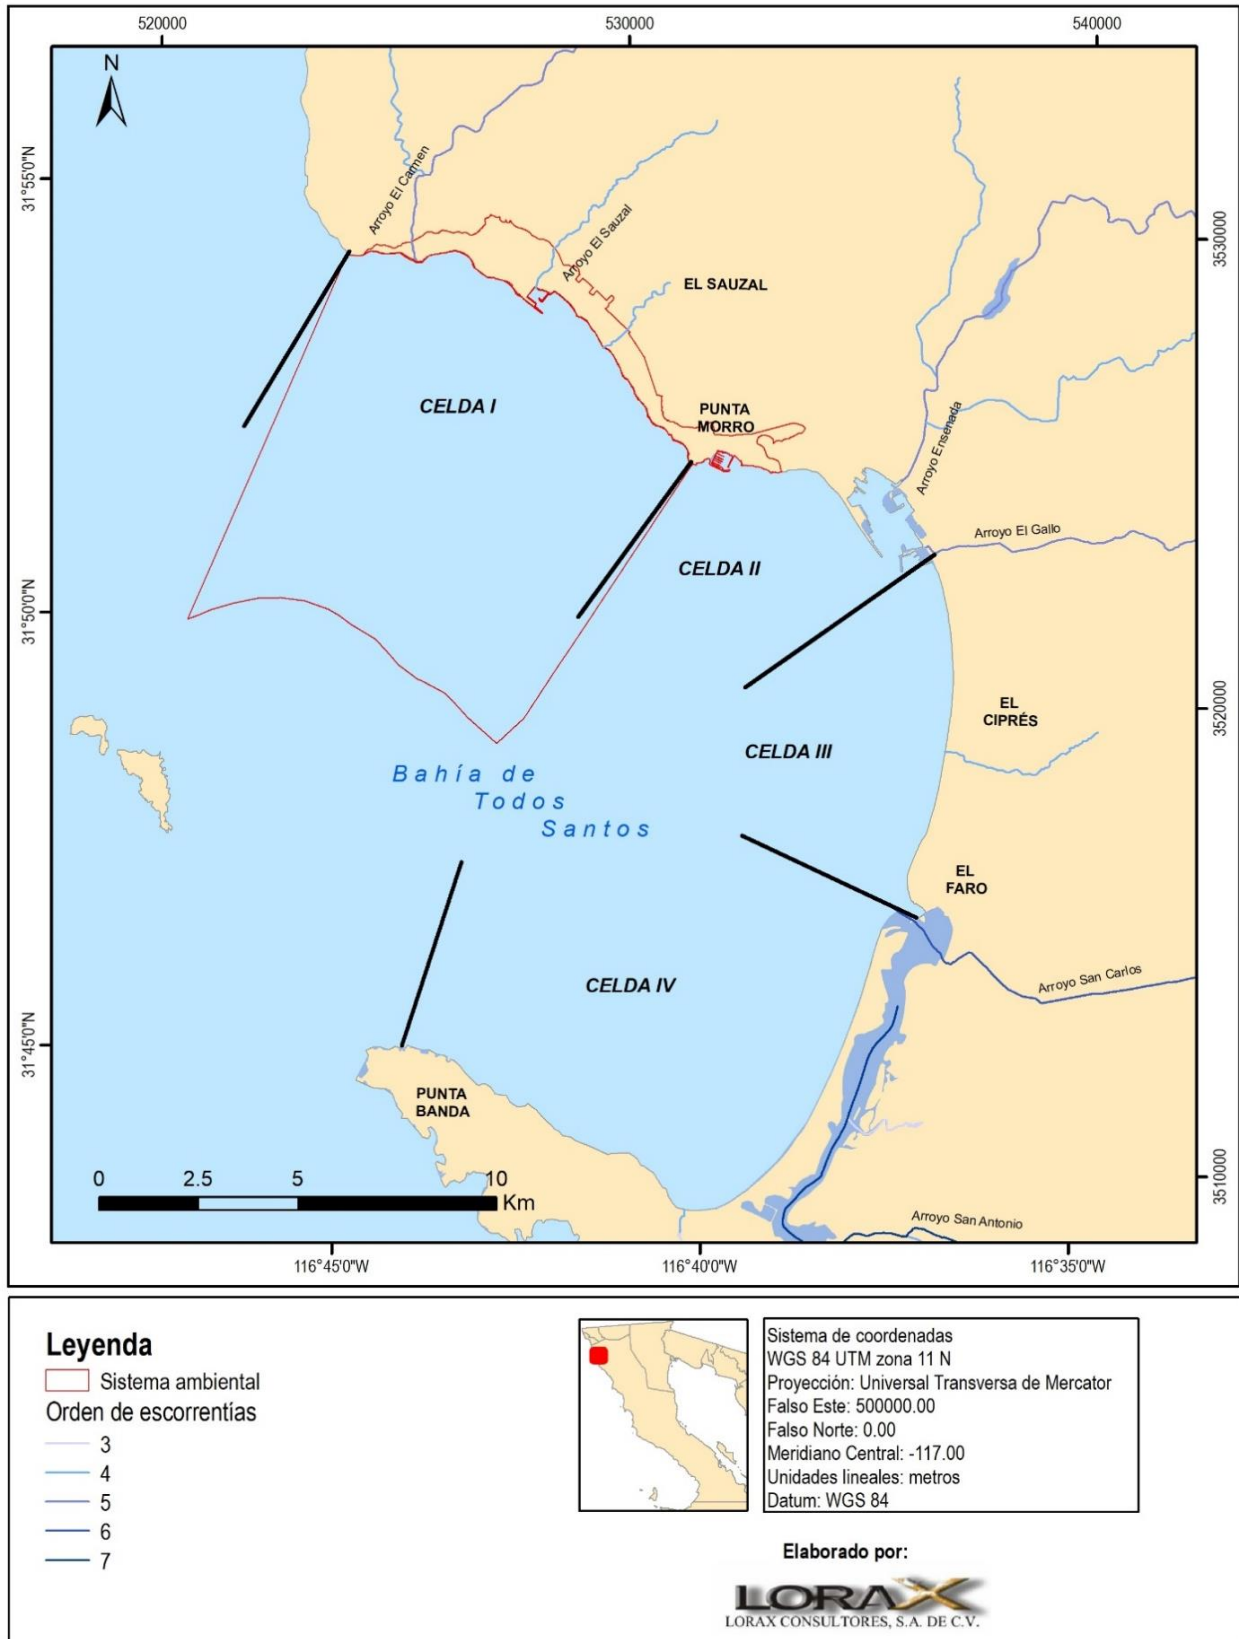 520000
530000
540000
N
31°55'0"N
3530000
Arroyo El Carmen
Arroyo El Sauzal
EL SAUZAL
PUNTA
MORRO
CELDA I
Arroyo Ensenada
Arroyo El Gallo
CELDA II
31°50'0"N
3520000
EL
CIPRÉS
CELDA III
Bahía de
Todos
Santos
EL
FARO
Arroyo San Carlos
CELDA IV
31°45'0"N
PUNTA
BANDA
3510000
0
2.5
5
10
Km
Arroyo San Antonio
116°45'0"W
116°40'0"W
116°35'0"W
Leyenda
Sistema ambiental
Orden de escorrentías
3
4
5
6
7
Sistema de coordenadas
WGS 84 UTM zona 11 N
Proyección: Universal Transversa de Mercator
Falso Este: 500000.00
Falso Norte: 0.00
Meridiano Central: -117.00
Unidades lineales: metros
Datum: WGS 84
Elaborado por:
LORAX
LORAX CONSULTORES, S.A. DE C.V.